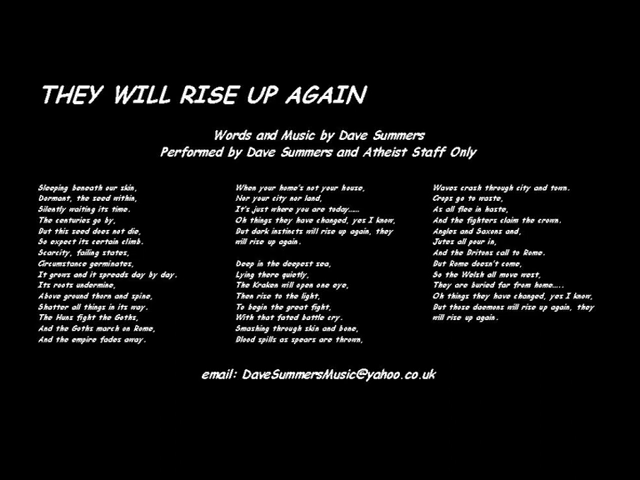 THEY WILL RISE UP AGAIN
Words and Music by Dave Summers
Performed by Dave Summers and Atheist Staff Only
Sleeping beneath our skin,
Dormant, the seed within,
Silently waiting its time.
The centuries go by,
But this seed does not die,
So expect its certain climb.
Scarcity, failing states,
Circumstance germinates,
It grows and it spreads day by day.
Its roots undermine,
Above ground thorn and spine,
Shatter all things in its way.
The Huns fight the Goths,
And the Goths march on Rome,
And the empire fades away.
When your home's not your house,
Nor your city nor land,
It's just where you are today.....
Oh things they have changed, yes I know,
But dark instincts will rise up again, they
will rise up again.
Deep in the deepest sea,
Lying there quietly,
The Kraken will open one eye,
Then rise to the light,
To begin the great fight,
With that fated battle cry.
Smashing through skin and bone,
Blood spills as spears are thrown,
Waves crash through city and town.
Crops go to waste,
As all flee in haste,
And the fighters claim the crown.
Angles and Saxons and,
Jutes all pour in,
And the Britons call to Rome.
But Rome doesn't come,
So the Welsh all move west,
They are buried far from home.....
Oh things they have changed, yes I know,
But those daemons will rise up again, they
will rise up again.
email: DaveSummersMusic@yahoo.co.uk